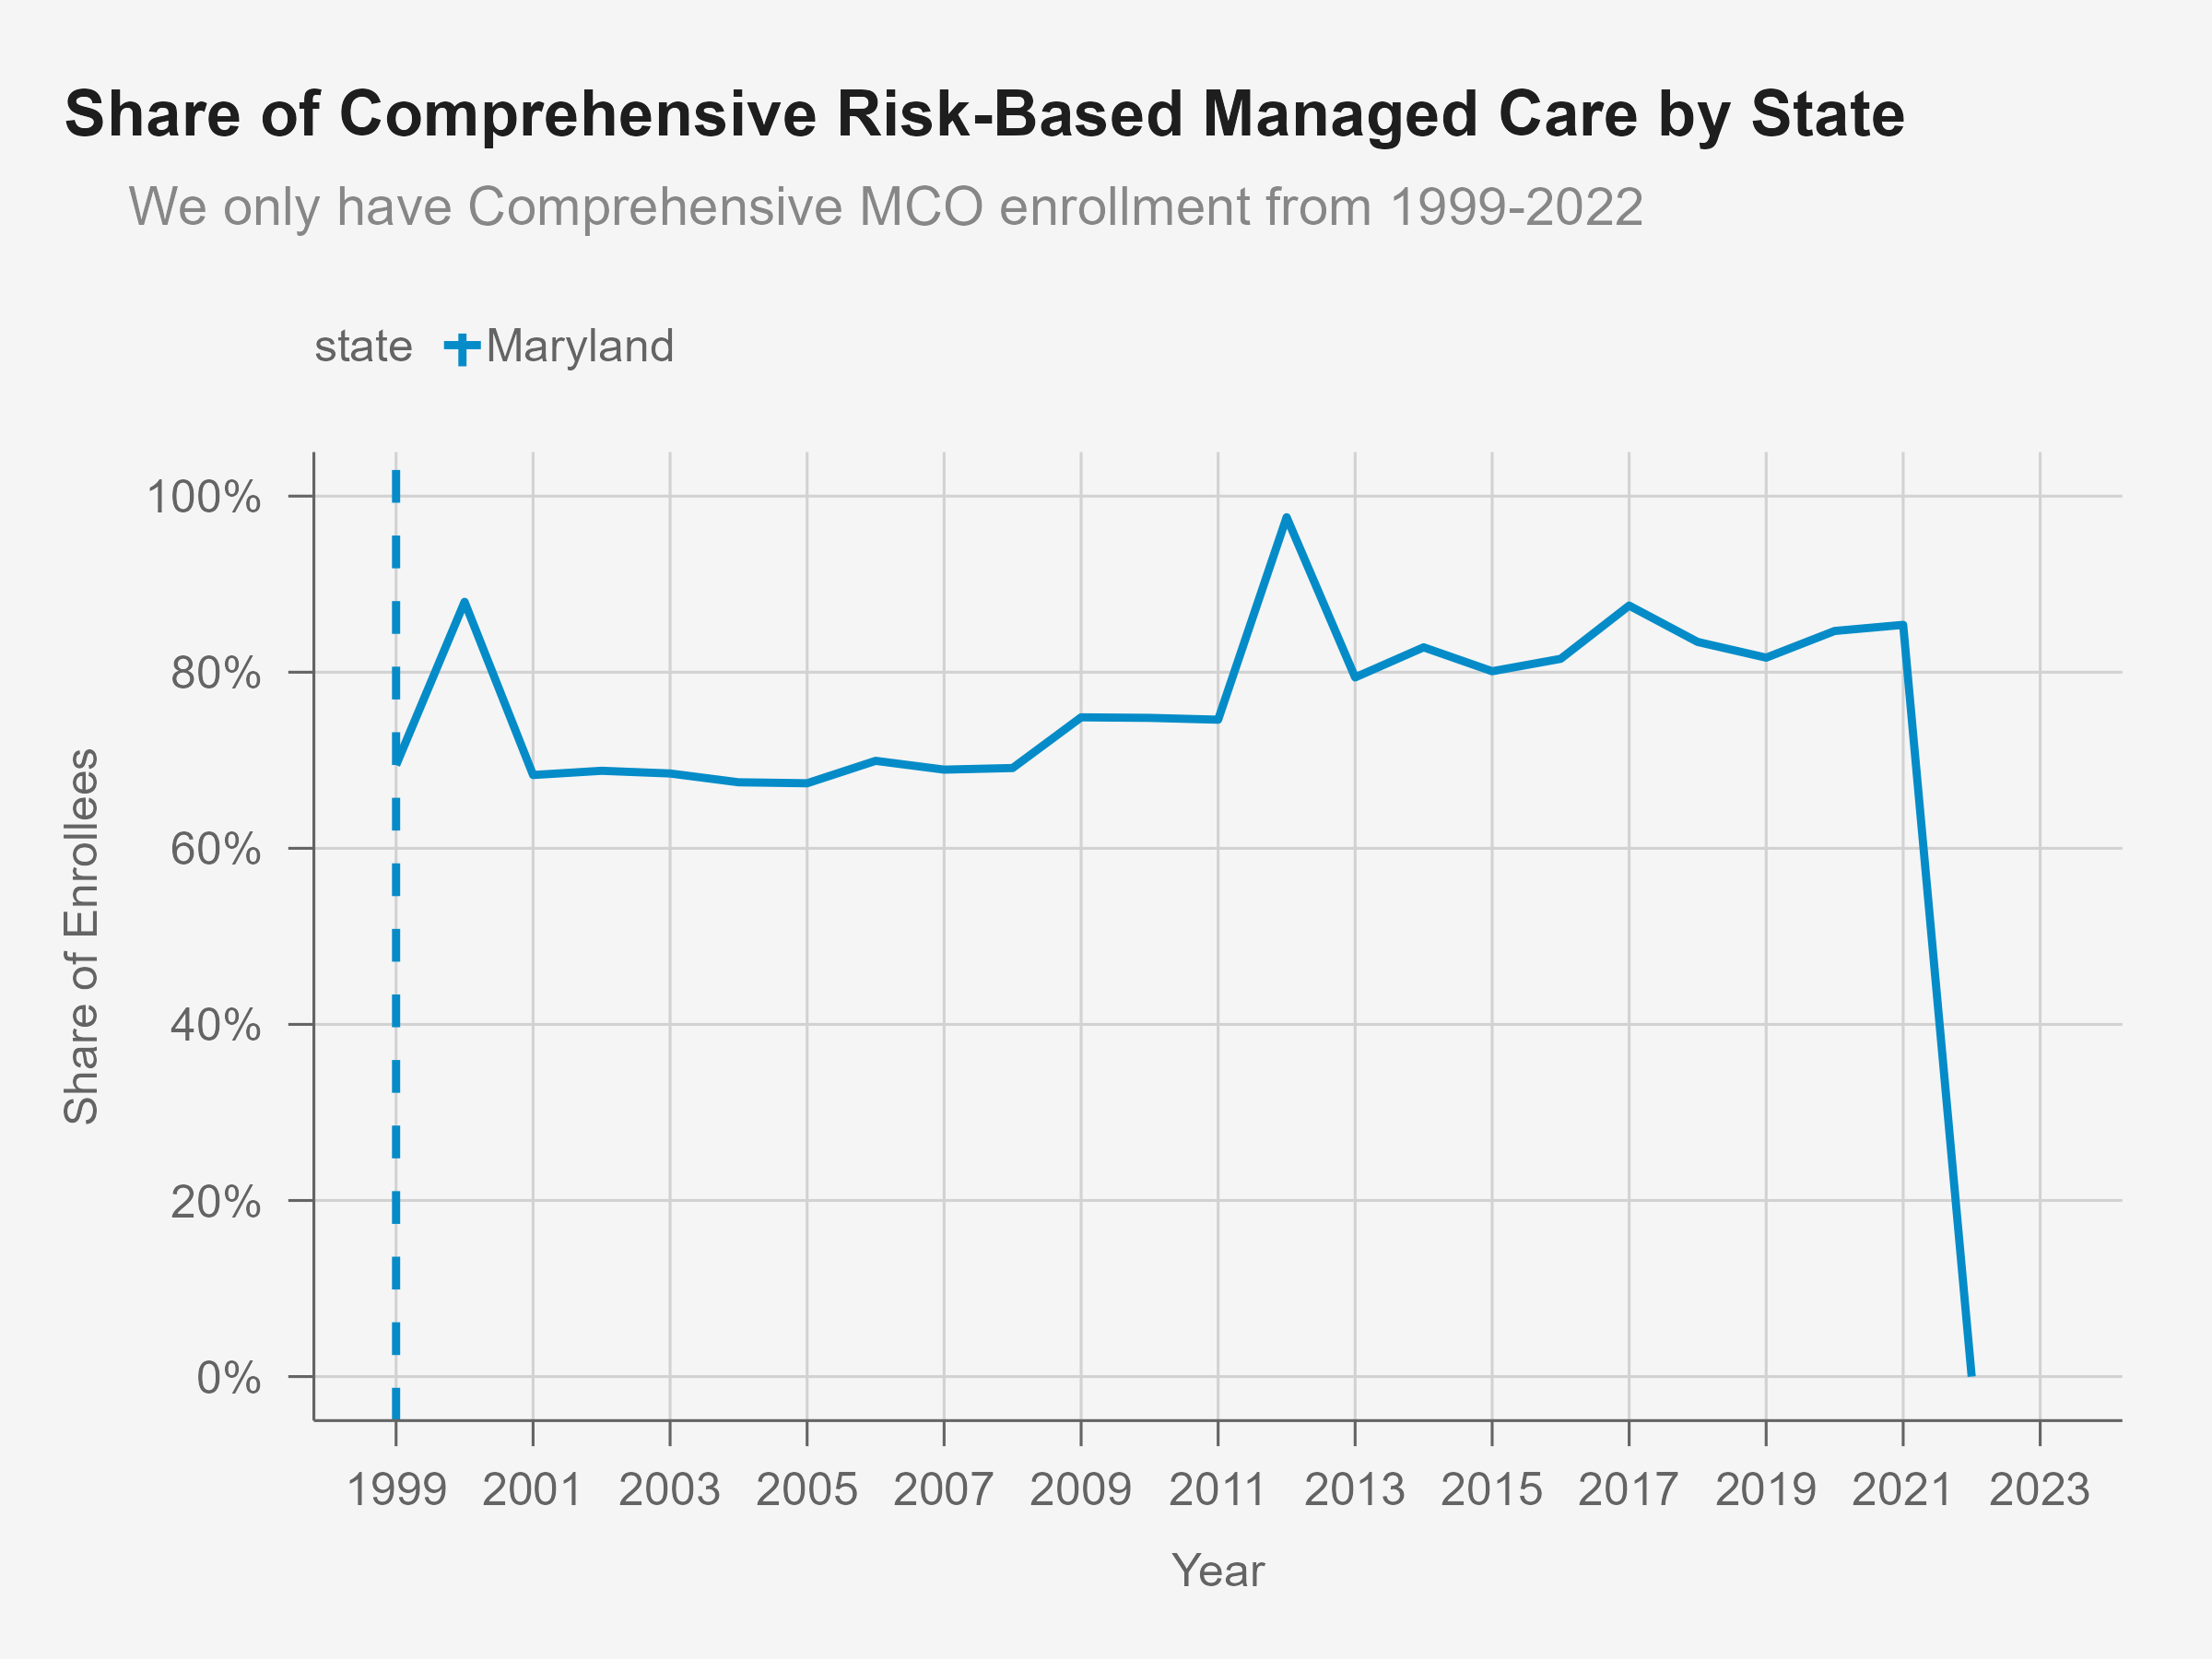 Share of Comprehensive Risk-Based Managed Care by State
We only have Comprehensive MCO enrollment from 1999-2022
state Maryland
100%
80%
60%
40%
20%
0%
Share of Enrollees
1999 2001 2003 2005 2007 2009 2011 2013 2015 2017 2019 2021 2023
Year